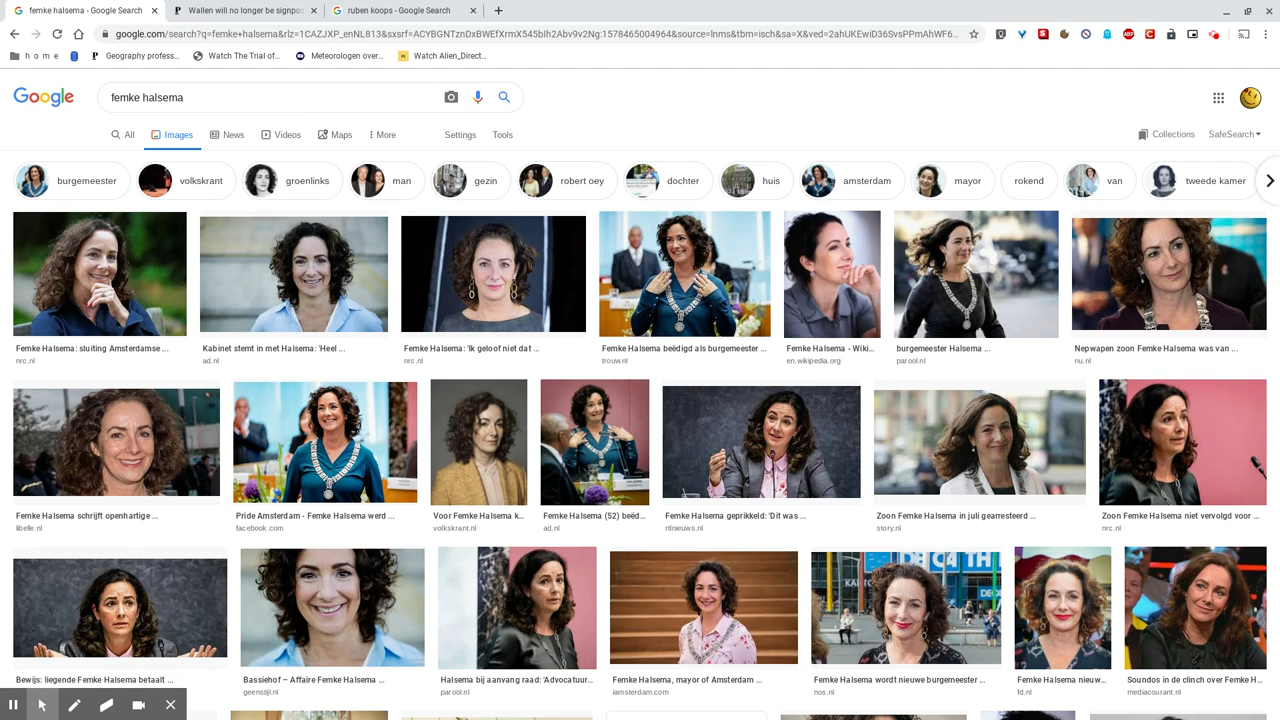 femke halsema - Google Search
Wallen will no longer be signpo
ruben koops - Google Search
google.com/search?q=femke+halsema&rlz=1CAZJXP_enNL813&sxsrf=ACYBGNTznDxBWEfXrmX545bIh2Abv9v2Ng:1578465004964&source=lnms&tbm=isch&sa=X&ved=2ahUKEwiD36SvsPPmAhWF6...
h o m e
Geography profess...
Watch The Trial of...
Meteorologen over...
Watch Alien_Direct...
Google
femke halsema
All
Images
News
Videos
Maps
More
Settings
Tools
Collections
SafeSearch
burgemeester
volkskrant
groenlinks
man
gezin
robert oey
dochter
huis
amsterdam
mayor
rokend
van
tweede kamer
Femke Halsema: sluiting Amsterdamse ...
nrc.nl
Kabinet stemt in met Halsema: 'Heel ...
ad.nl
Femke Halsema: 'Ik geloof niet dat ...
nrc.nl
Femke Halsema beëdigd als burgemeester ...
trouw.nl
Femke Halsema - Wiki...
en.wikipedia.org
burgemeester Halsema ...
parool.nl
Nepwapen zoon Femke Halsema was van ...
nu.nl
Femke Halsema schrijft openhartige ...
libelle.nl
Pride Amsterdam - Femke Halsema werd ...
facebook.com
Voor Femke Halsema k...
volkskrant.nl
Femke Halsema (52) beëd...
ad.nl
Femke Halsema geprikkeld: 'Dit was ...
rtlnieuws.nl
Zoon Femke Halsema in juli gearresteerd ...
story.nl
Zoon Femke Halsema niet vervolgd voor ...
nrc.nl
Bewijs: liegende Femke Halsema betaalt ...
Bassiehof – Affaire Femke Halsema ...
geenstijl.nl
Halsema bij aanvang raad: 'Advocatuur...
parool.nl
Femke Halsema, mayor of Amsterdam ...
iamsterdam.com
Femke Halsema wordt nieuwe burgemeester ...
nos.nl
Femke Halsema nieuw...
fd.nl
Soundos in de clinch over Femke H...
mediacourant.nl